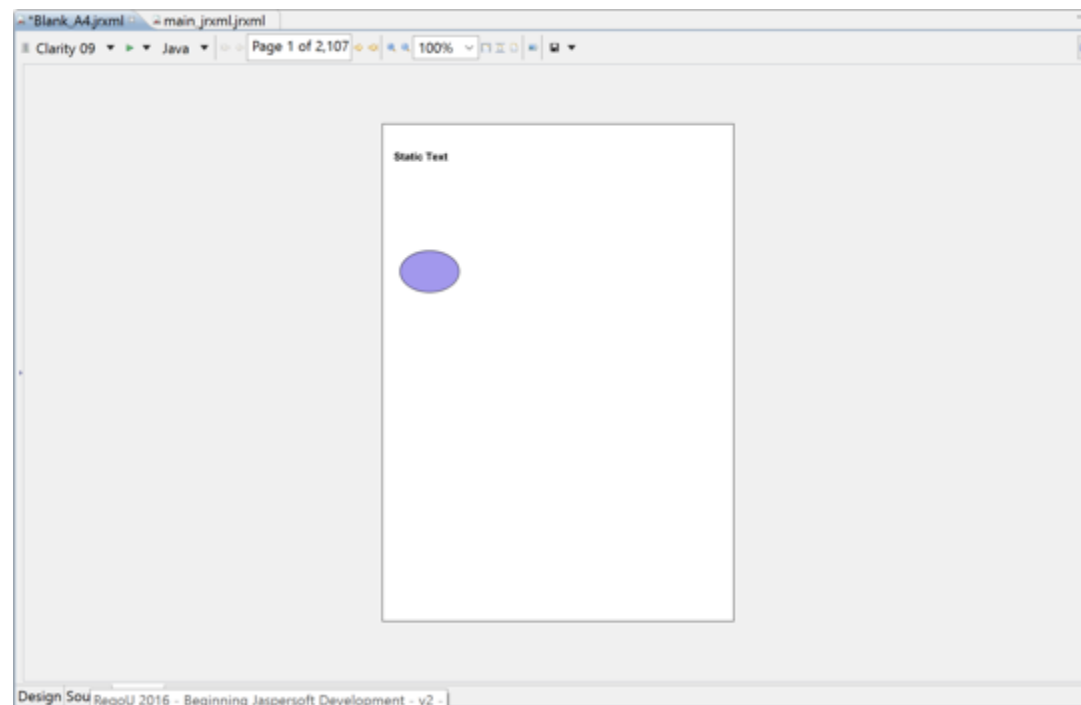 *Blank_A4.jrxml main_jrxml.jrxml
Clarity 09 Java Page 1 of 2,107 100%
Static Text
Design Sou RegoU 2016 - Beginning Jaspersoft Development - v2 -